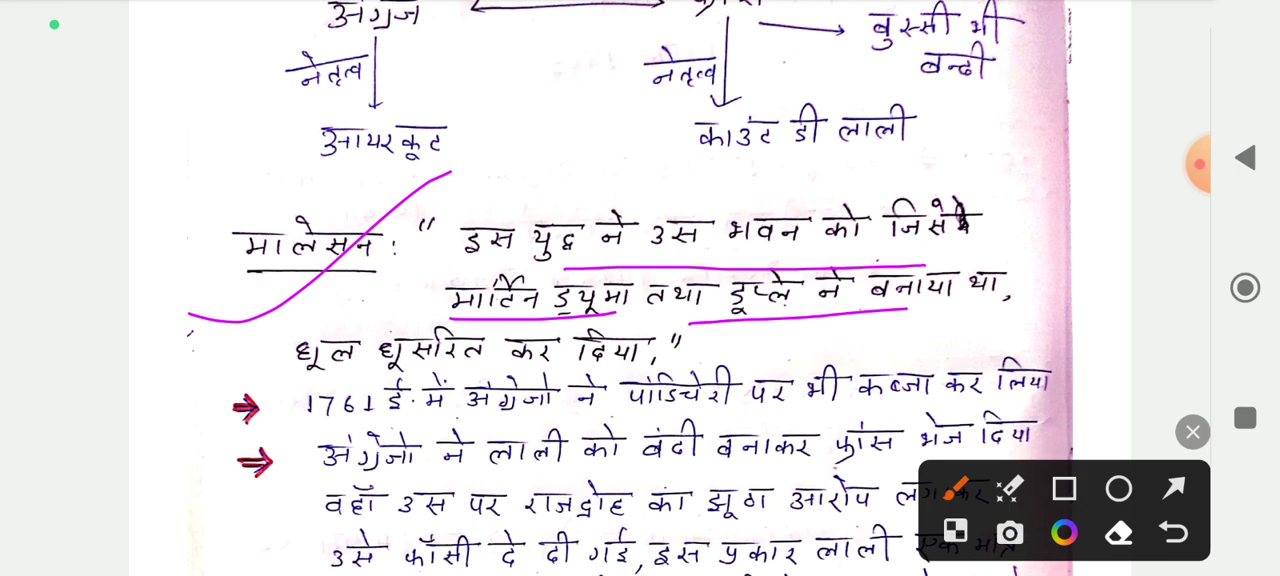 अंग्रेज
बुस्सी भी
बन्दी
नेतृत्व नेतृत्व
आयरकूट काउंट डी लाली
मालेसन : " इस युद्ध ने उस भवन को जिसे
मार्टिन ड्यूमा तथा डूप्ले ने बनाया था,
धूल धूसरित कर दिया,"
⇒ 1761 ई. में अंग्रेजो ने पांडिचेरी पर भी कब्जा कर लिया
⇒ अंग्रेजो ने लाली को बंदी बनाकर फ्रांस भेज दिया
वहाँ उस पर राजद्रोह का झूठा आरोप
उसे फाँसी दे दी गई, इस प्रकार लाली